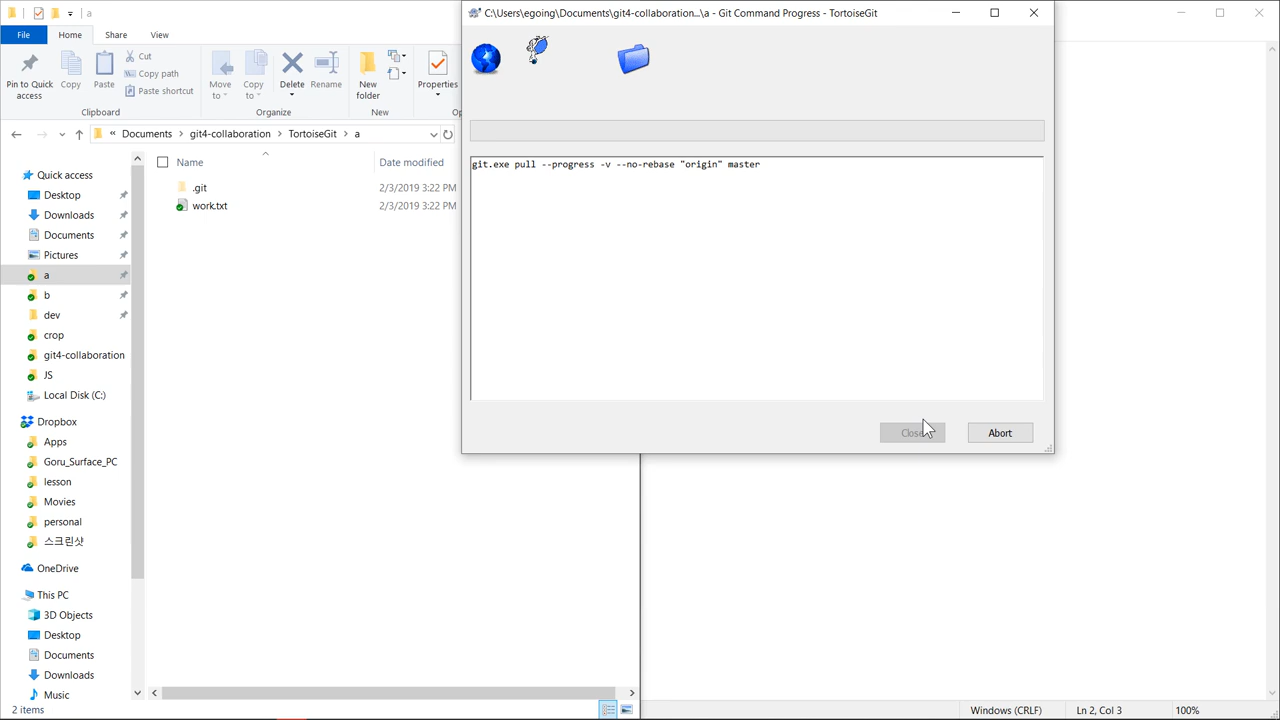 a
C:\Users\egoing\Documents\git4-collaboration...\a - Git Command Progress - TortoiseGit
File
Home
Share
View
Pin to Quick access
Copy
Paste
Cut
Copy path
Paste shortcut
Clipboard
Move to
Copy to
Delete
Rename
Organize
New folder
New
Properties
Documents
git4-collaboration
TortoiseGit
a
Name
Date modified
.git
2/3/2019 3:22 PM
work.txt
2/3/2019 3:22 PM
Quick access
Desktop
Downloads
Documents
Pictures
a
b
dev
crop
git4-collaboration
JS
Local Disk (C:)
Dropbox
Apps
Goru_Surface_PC
lesson
Movies
personal
스크린샷
OneDrive
This PC
3D Objects
Desktop
Documents
Downloads
Music
2 items
git.exe pull --progress -v --no-rebase "origin" master
Close
Abort
Windows (CRLF)
Ln 2, Col 3
100%